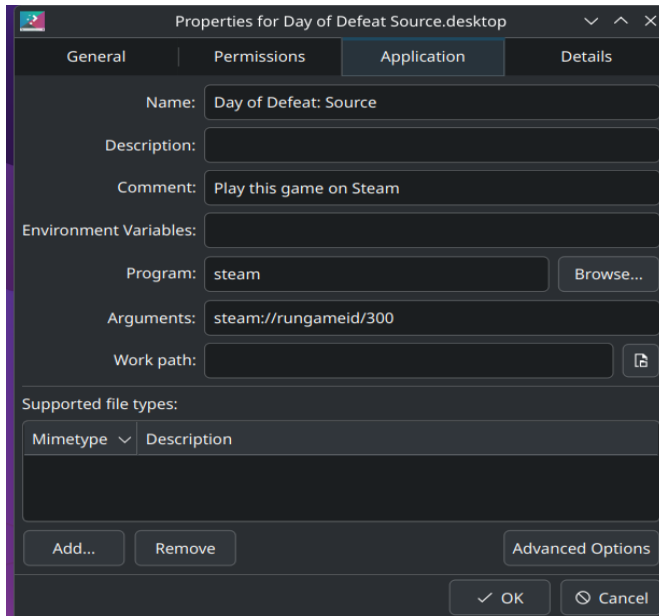 Properties for Day of Defeat Source.desktop
General Permissions Application Details
Name: Day of Defeat: Source
Description:
Comment: Play this game on Steam
Environment Variables:
Program: steam Browse...
Arguments: steam://rungameid/300
Work path:
Supported file types:
Mimetype Description
Add... Remove Advanced Options
OK Cancel